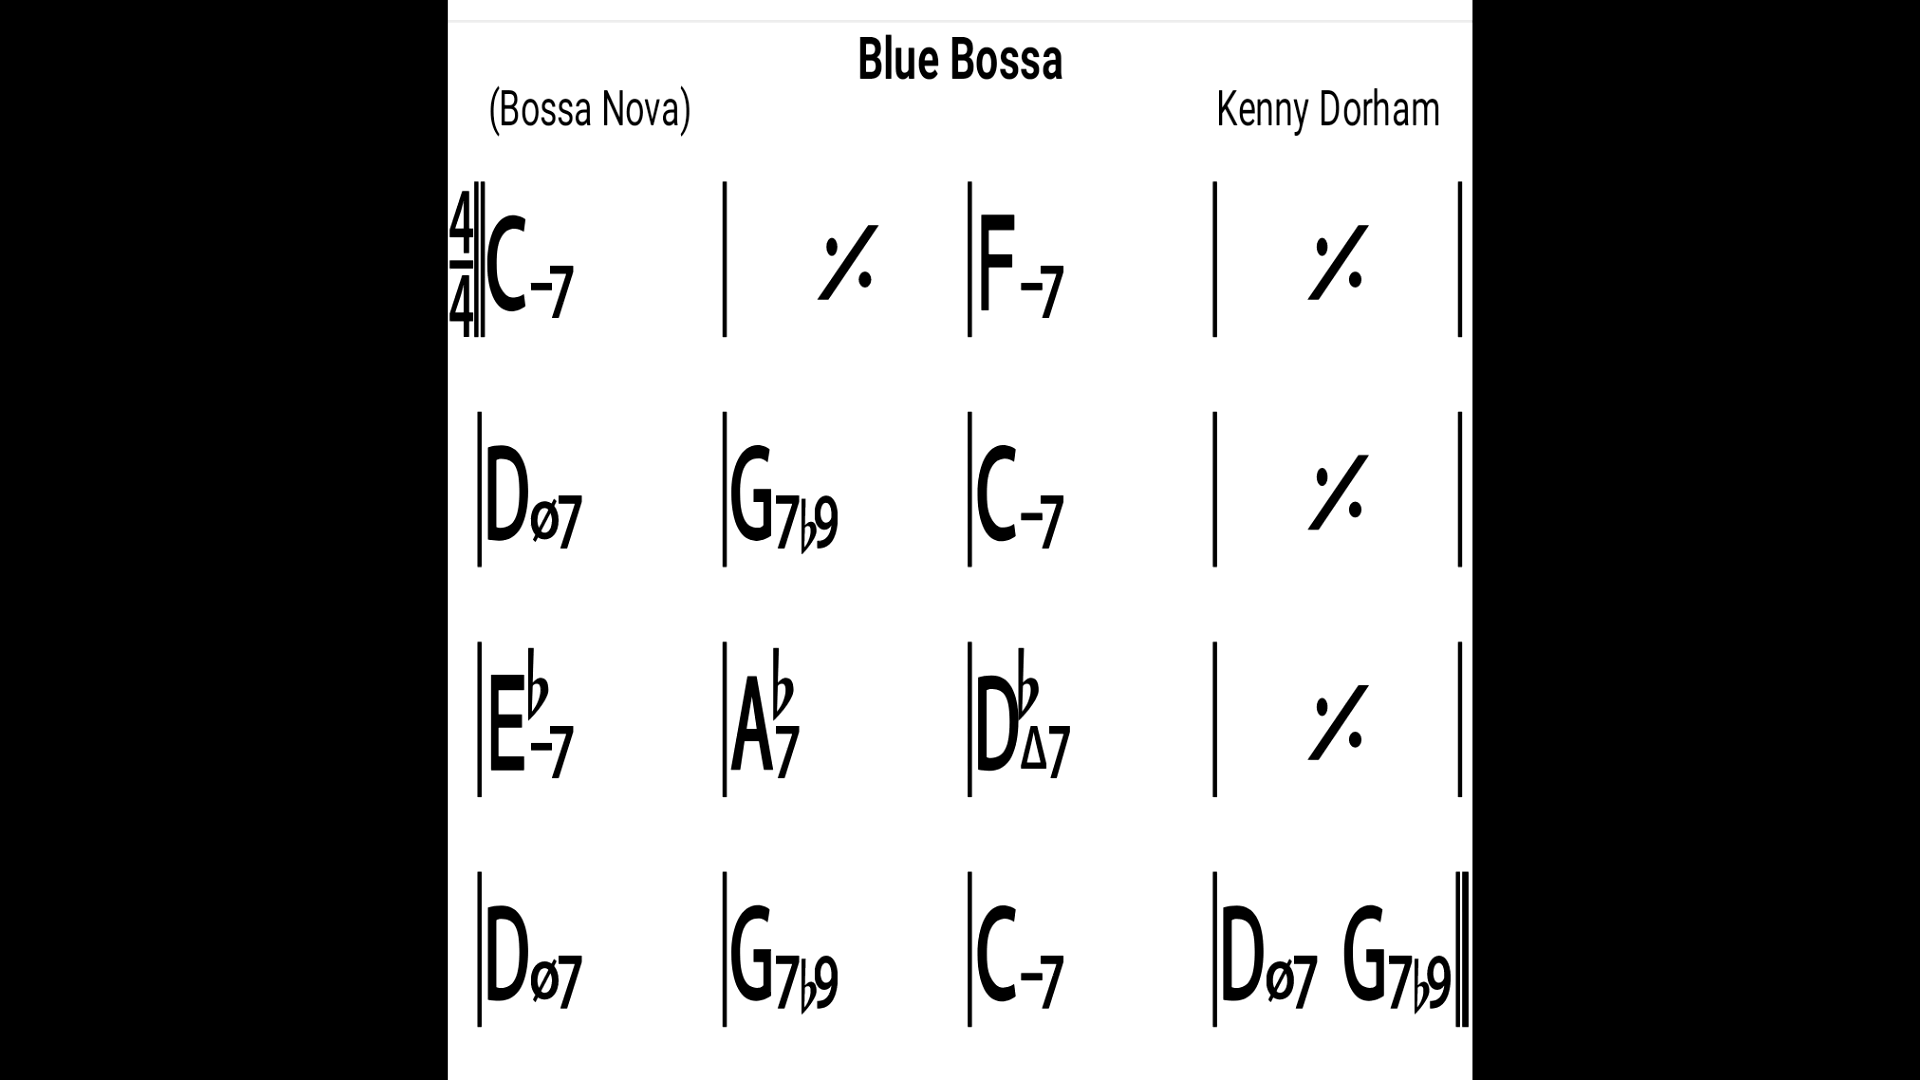 Blue Bossa
(Bossa Nova) Kenny Dorham
4/4 C–7 | 𝄎 | F–7 | 𝄎 |
| Dø7 | G7♭9 | C–7 | 𝄎 |
| E♭–7 | A♭7 | D♭Δ7 | 𝄎 |
| Dø7 | G7♭9 | C–7 | Dø7 G7♭9 ||